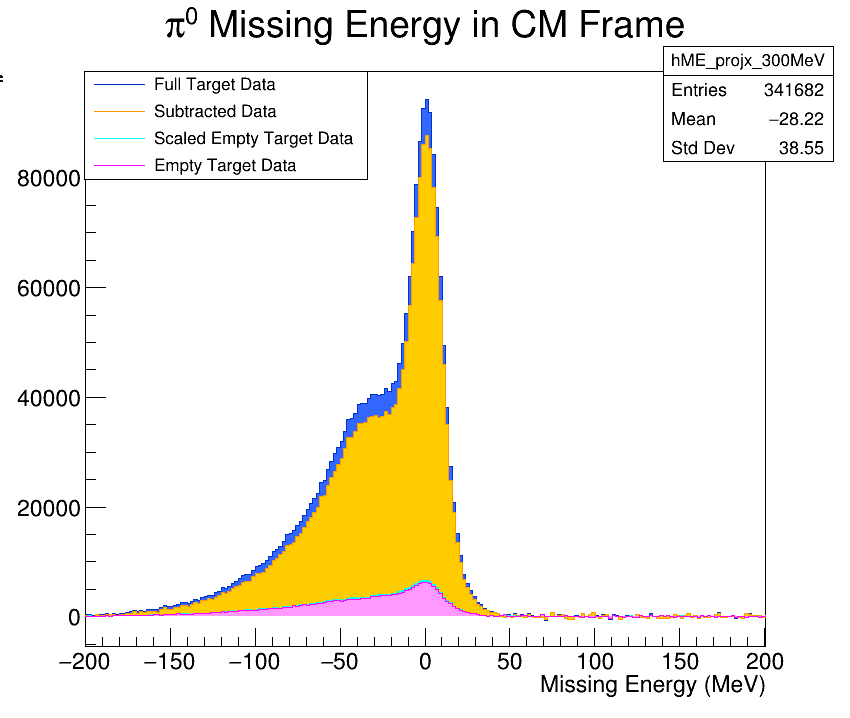 π⁰ Missing Energy in CM Frame
hME_projx_300MeV
Entries 341682
Mean −28.22
Std Dev 38.55
Full Target Data
Subtracted Data
Scaled Empty Target Data
Empty Target Data
80000
60000
40000
20000
0
−200 −150 −100 −50 0 50 100 150 200
Missing Energy (MeV)